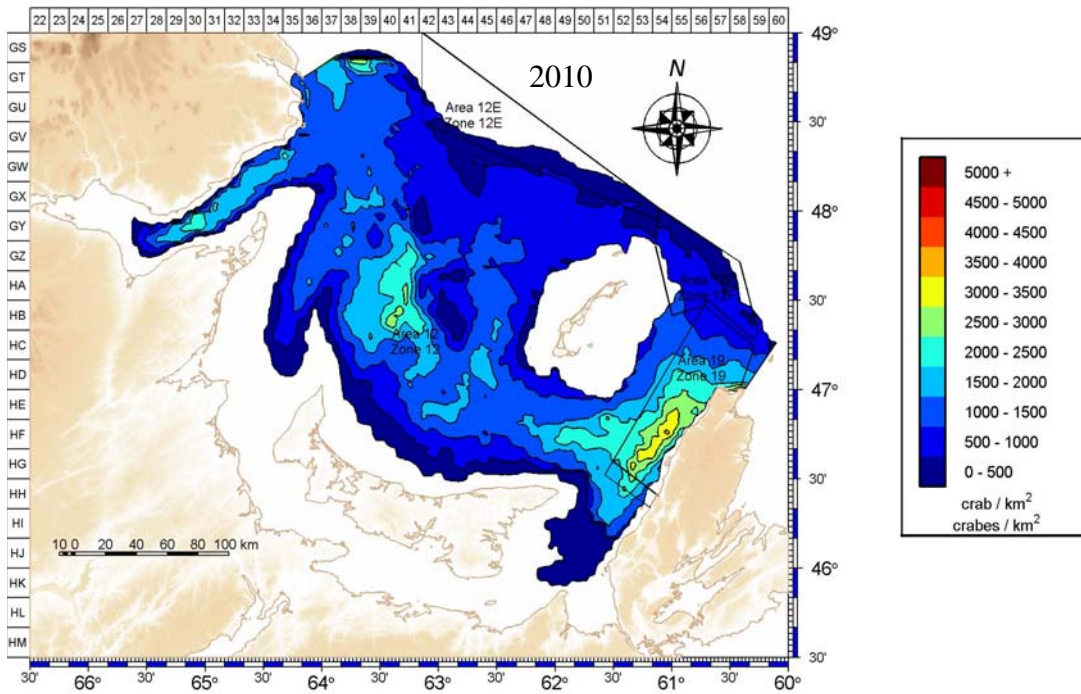 22 23 24 25 26 27 28 29 30 31 32 33 34 35 36 37 38 39 40 41 42 43 44 45 46 47 48 49 50 51 52 53 54 55 56 57 58 59 60
GS
49°
2010
N
GT
GU
Area 12E
Zone 12E
30'
GV
GW
GX
48°
GY
GZ
HA
Zone 12F
30'
HB
Area 12
Zone 12
HC
Area 19
Zone 19
HD
47°
HE
HF
HG
30'
HH
HI
10 0 20 40 60 80 100 km
HJ
46°
HK
HL
HM
30'
30' 66° 30' 65° 30' 64° 30' 63° 30' 62° 30' 61° 30' 60°
5000 +
4500 - 5000
4000 - 4500
3500 - 4000
3000 - 3500
2500 - 3000
2000 - 2500
1500 - 2000
1000 - 1500
500 - 1000
0 - 500
crab / km²
crabes / km²